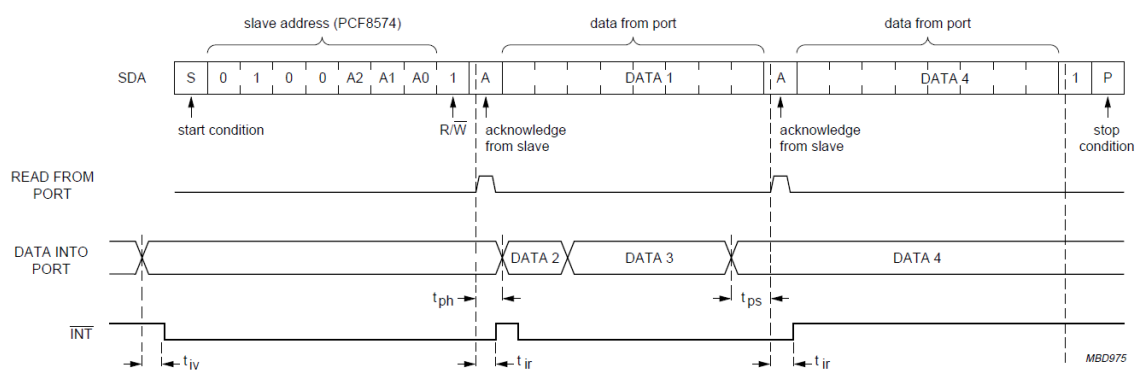 slave address (PCF8574)
data from port
data from port
SDA
S 0 1 0 0 A2 A1 A0 1 A DATA 1 A DATA 4 1 P
start condition
R/W̅
acknowledge
from slave
acknowledge
from slave
stop
condition
READ FROM
PORT
DATA INTO
PORT
DATA 2
DATA 3
DATA 4
tph
tps
I̅N̅T̅
tiv
tir
tir
MBD975